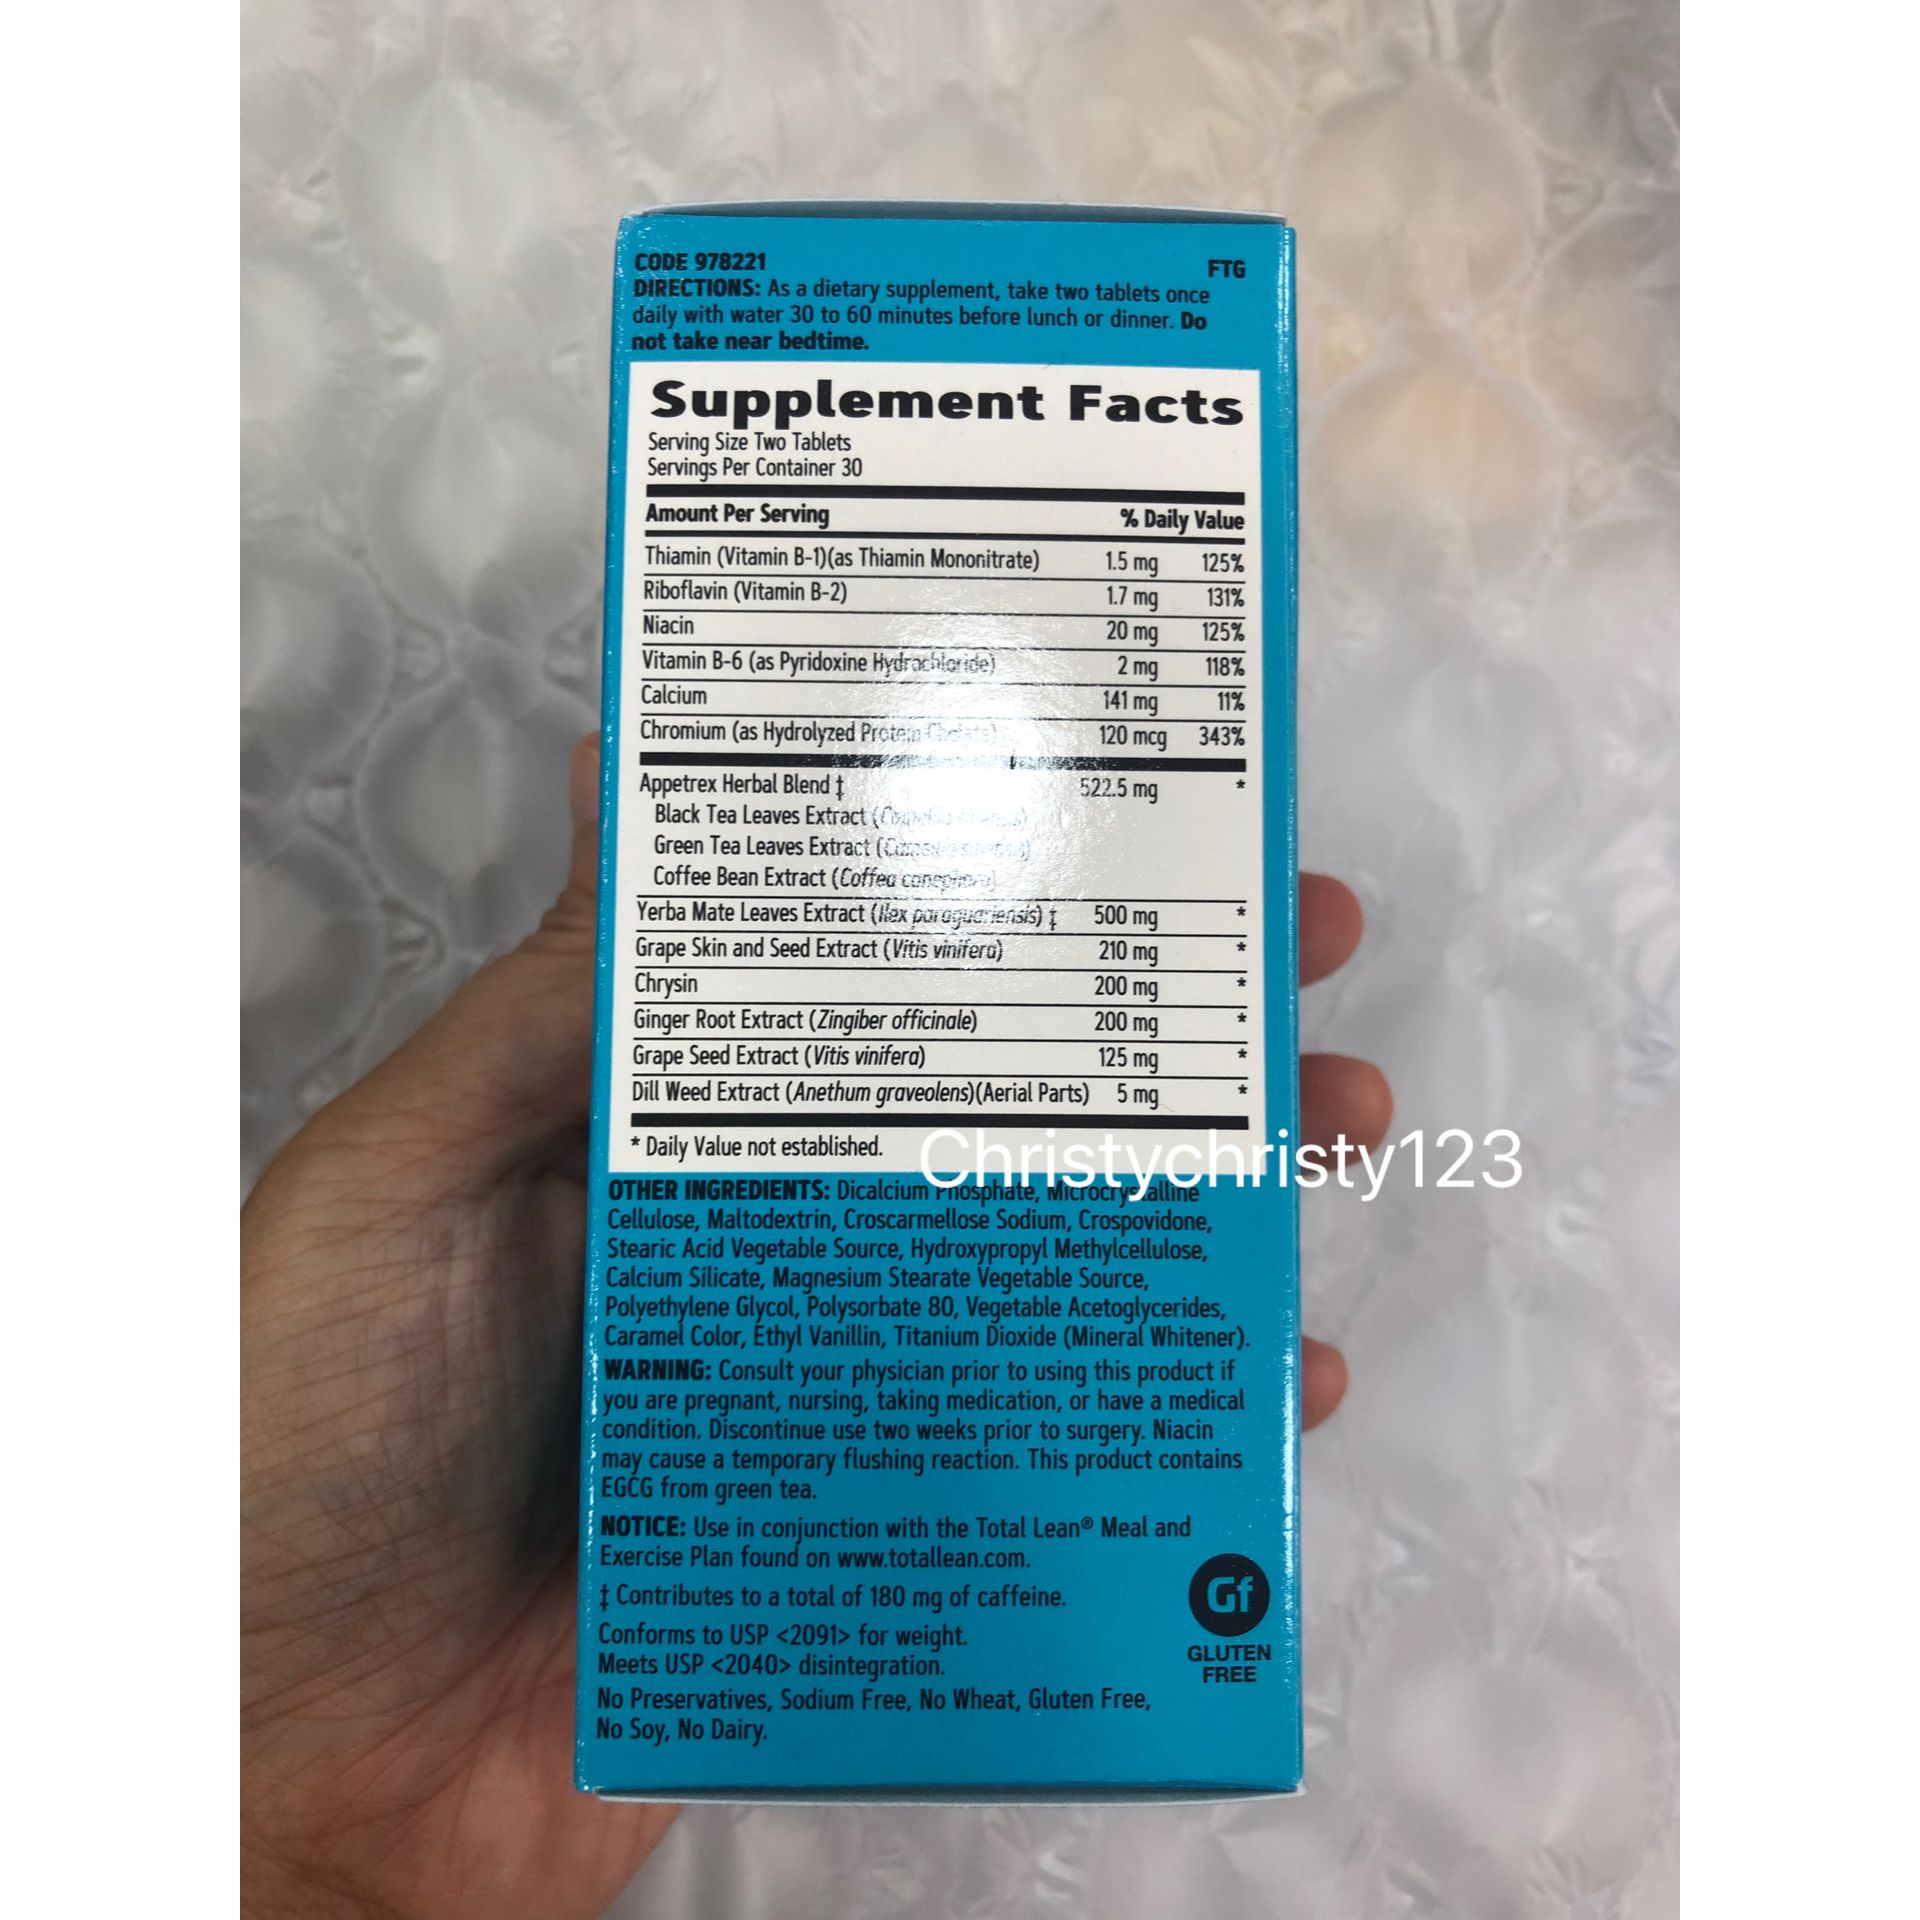 CODE 978221 FTG
DIRECTIONS: As a dietary supplement, take two tablets once
daily with water 30 to 60 minutes before lunch or dinner. Do
not take near bedtime.
Supplement Facts
Serving Size Two Tablets
Servings Per Container 30
Amount Per Serving % Daily Value
Thiamin (Vitamin B-1)(as Thiamin Mononitrate) 1.5 mg 125%
Riboflavin (Vitamin B-2) 1.7 mg 131%
Niacin 20 mg 125%
Vitamin B-6 (as Pyridoxine Hydrochloride) 2 mg 118%
Calcium 141 mg 11%
Chromium (as Hydrolyzed Protein Chelate) 120 mcg 343%
Appetrex Herbal Blend ‡ 522.5 mg *
Black Tea Leaves Extract
Green Tea Leaves Extract (Camellia sinensis)
Coffee Bean Extract (Coffea canephora)
Yerba Mate Leaves Extract (Ilex paraguariensis) ‡ 500 mg *
Grape Skin and Seed Extract (Vitis vinifera) 210 mg *
Chrysin 200 mg *
Ginger Root Extract (Zingiber officinale) 200 mg *
Grape Seed Extract (Vitis vinifera) 125 mg *
Dill Weed Extract (Anethum graveolens)(Aerial Parts) 5 mg *
* Daily Value not established.
Christychristy123
OTHER INGREDIENTS: Dicalcium Phosphate, Microcrystalline
Cellulose, Maltodextrin, Croscarmellose Sodium, Crospovidone,
Stearic Acid Vegetable Source, Hydroxypropyl Methylcellulose,
Calcium Silicate, Magnesium Stearate Vegetable Source,
Polyethylene Glycol, Polysorbate 80, Vegetable Acetoglycerides,
Caramel Color, Ethyl Vanillin, Titanium Dioxide (Mineral Whitener).
WARNING: Consult your physician prior to using this product if
you are pregnant, nursing, taking medication, or have a medical
condition. Discontinue use two weeks prior to surgery. Niacin
may cause a temporary flushing reaction. This product contains
EGCG from green tea.
NOTICE: Use in conjunction with the Total Lean® Meal and
Exercise Plan found on www.totallean.com.
‡ Contributes to a total of 180 mg of caffeine.
Conforms to USP <2091> for weight.
Meets USP <2040> disintegration.
No Preservatives, Sodium Free, No Wheat, Gluten Free,
No Soy, No Dairy.
Gf
GLUTEN
FREE